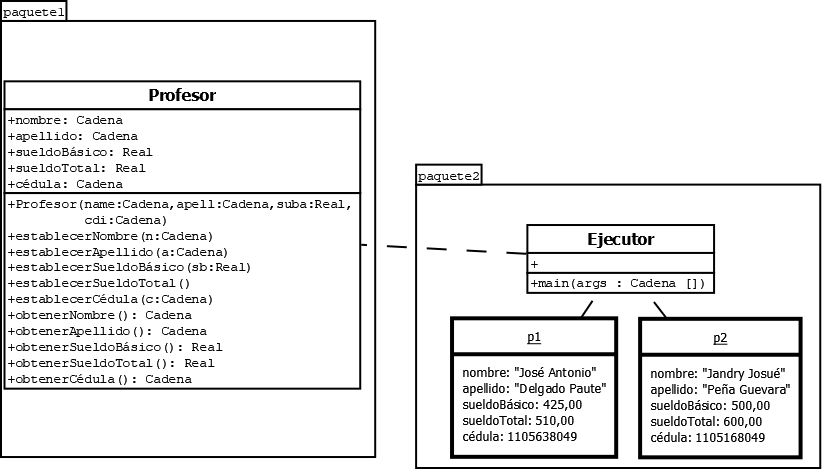 paquete1
Profesor
+nombre: Cadena
+apellido: Cadena
+sueldoBásico: Real
+sueldoTotal: Real
+cédula: Cadena
+Profesor(name:Cadena,apell:Cadena,suba:Real,
cdi:Cadena)
+establecerNombre(n:Cadena)
+establecerApellido(a:Cadena)
+establecerSueldoBásico(sb:Real)
+establecerSueldoTotal()
+establecerCédula(c:Cadena)
+obtenerNombre(): Cadena
+obtenerApellido(): Cadena
+obtenerSueldoBásico(): Real
+obtenerSueldoTotal(): Real
+obtenerCédula(): Cadena
paquete2
Ejecutor
+
+main(args : Cadena [])
p1
nombre: "José Antonio"
apellido: "Delgado Paute"
sueldoBásico: 425,00
sueldoTotal: 510,00
cédula: 1105638049
p2
nombre: "Jandry Josué"
apellido: "Peña Guevara"
sueldoBásico: 500,00
sueldoTotal: 600,00
cédula: 1105168049